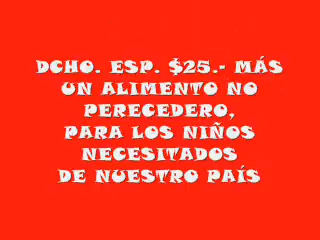 DCHO. ESP. $25.- MÁS
UN ALIMENTO NO
PERECEDERO,
PARA LOS NIÑOS
NECESITADOS
DE NUESTRO PAÍS